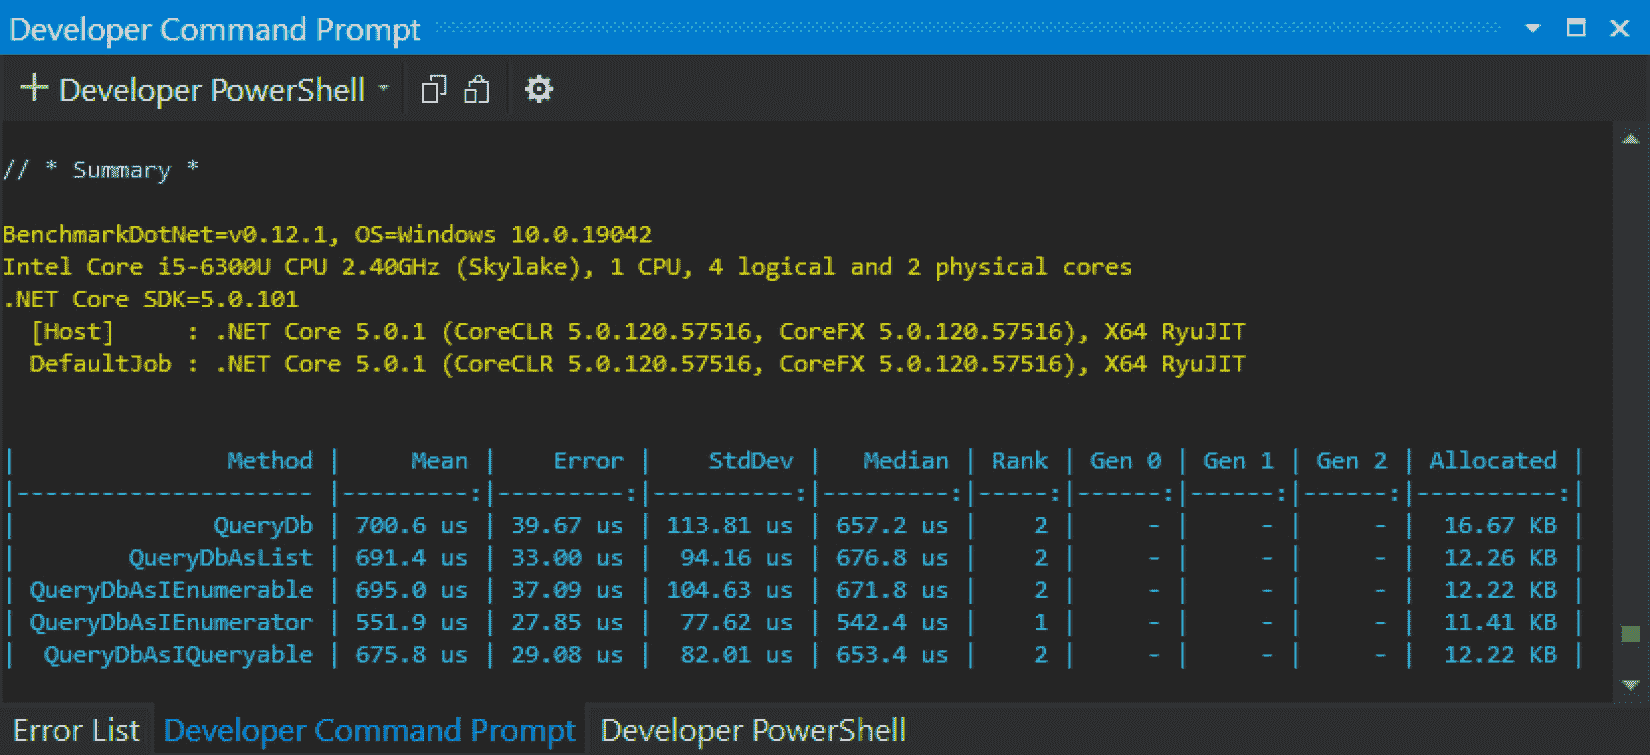 Developer Command Prompt
Developer PowerShell
// * Summary *
BenchmarkDotNet=v0.12.1, OS=Windows 10.0.19042
Intel Core i5-6300U CPU 2.40GHz (Skylake), 1 CPU, 4 logical and 2 physical cores
.NET Core SDK=5.0.101
  [Host]     : .NET Core 5.0.1 (CoreCLR 5.0.120.57516, CoreFX 5.0.120.57516), X64 RyuJIT
  DefaultJob : .NET Core 5.0.1 (CoreCLR 5.0.120.57516, CoreFX 5.0.120.57516), X64 RyuJIT
|               Method |     Mean |    Error |    StdDev |   Median | Rank | Gen 0 | Gen 1 | Gen 2 | Allocated |
|--------------------- |---------:|---------:|----------:|---------:|-----:|------:|------:|------:|----------:|
|              QueryDb | 700.6 us | 39.67 us | 113.81 us | 657.2 us |    2 |     - |     - |     - |  16.67 KB |
|        QueryDbAsList | 691.4 us | 33.00 us |  94.16 us | 676.8 us |    2 |     - |     - |     - |  12.26 KB |
| QueryDbAsIEnumerable | 695.0 us | 37.09 us | 104.63 us | 671.8 us |    2 |     - |     - |     - |  12.22 KB |
| QueryDbAsIEnumerator | 551.9 us | 27.85 us |  77.62 us | 542.4 us |    1 |     - |     - |     - |  11.41 KB |
|  QueryDbAsIQueryable | 675.8 us | 29.08 us |  82.01 us | 653.4 us |    2 |     - |     - |     - |  12.22 KB |
Error List Developer Command Prompt Developer PowerShell